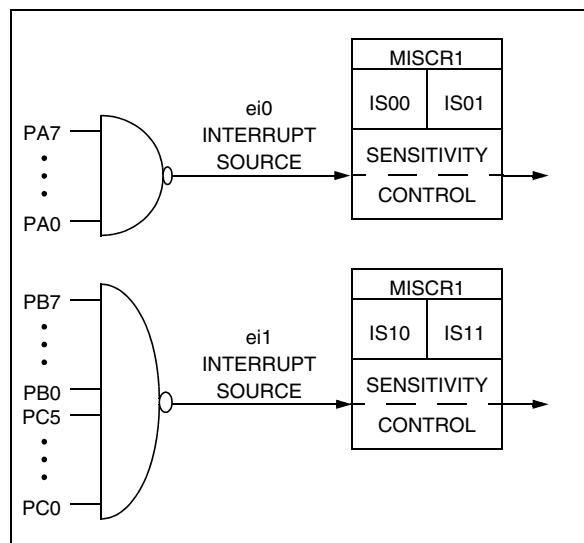 PA7
PA0
ei0
INTERRUPT
SOURCE
MISCR1
IS00 IS01
SENSITIVITY
CONTROL
PB7
PB0
PC5
PC0
ei1
INTERRUPT
SOURCE
MISCR1
IS10 IS11
SENSITIVITY
CONTROL